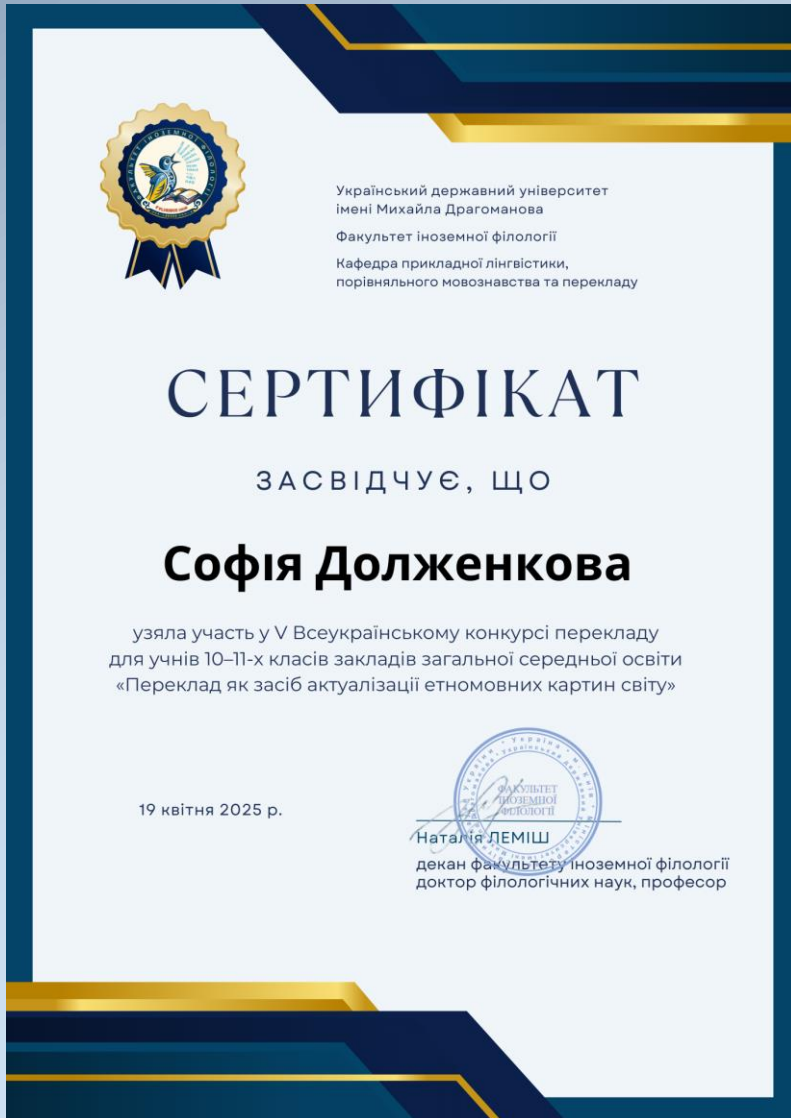 ФАКУЛЬТЕТ ІНОЗЕМНОЇ ФІЛОЛОГІЇ
Український державний університет
імені Михайла Драгоманова
Факультет іноземної філології
Кафедра прикладної лінгвістики,
порівняльного мовознавства та перекладу
СЕРТИФІКАТ
ЗАСВІДЧУЄ, ЩО
Софія Долженкова
узяла участь у V Всеукраїнському конкурсі перекладу
для учнів 10–11-х класів закладів загальної середньої освіти
«Переклад як засіб актуалізації етномовних картин світу»
19 квітня 2025 р.
ФАКУЛЬТЕТ
ІНОЗЕМНОЇ
ФІЛОЛОГІЇ
Наталія ЛЕМІШ
декан факультету іноземної філології
доктор філологічних наук, професор